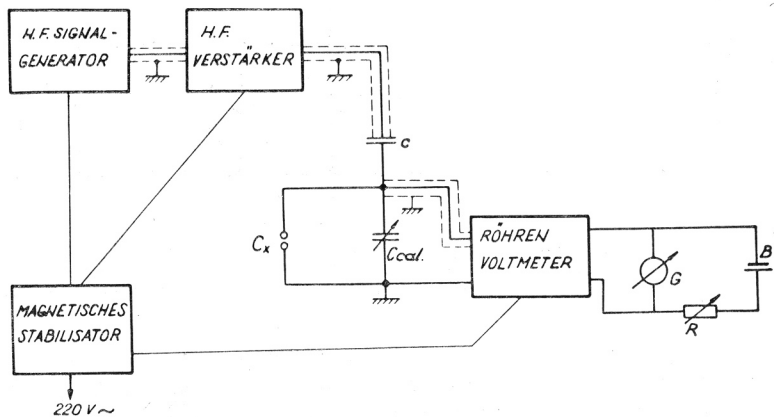 H.F. SIGNAL-
GENERATOR
H.F.
VERSTÄRKER
C
Cx
Ccal.
RÖHREN
VOLTMETER
G
B
R
MAGNETISCHES
STABILISATOR
220 V ~